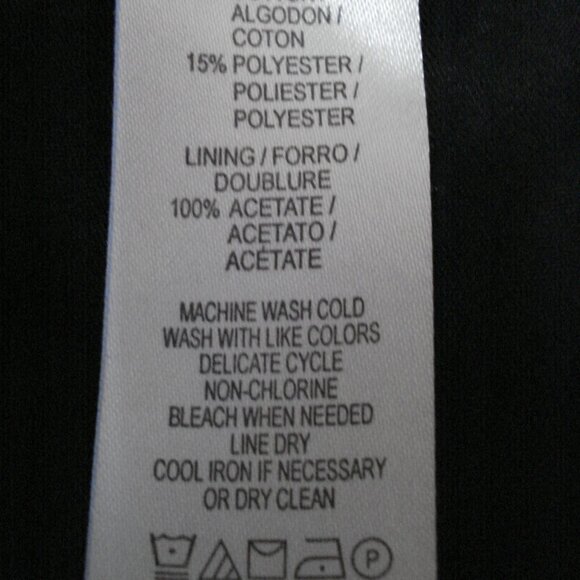 ALGODON /
COTON
15% POLYESTER /
POLIESTER /
POLYESTER
LINING / FORRO /
DOUBLURE
100% ACETATE /
ACETATO /
ACÉTATE
MACHINE WASH COLD
WASH WITH LIKE COLORS
DELICATE CYCLE
NON-CHLORINE
BLEACH WHEN NEEDED
LINE DRY
COOL IRON IF NECESSARY
OR DRY CLEAN
P